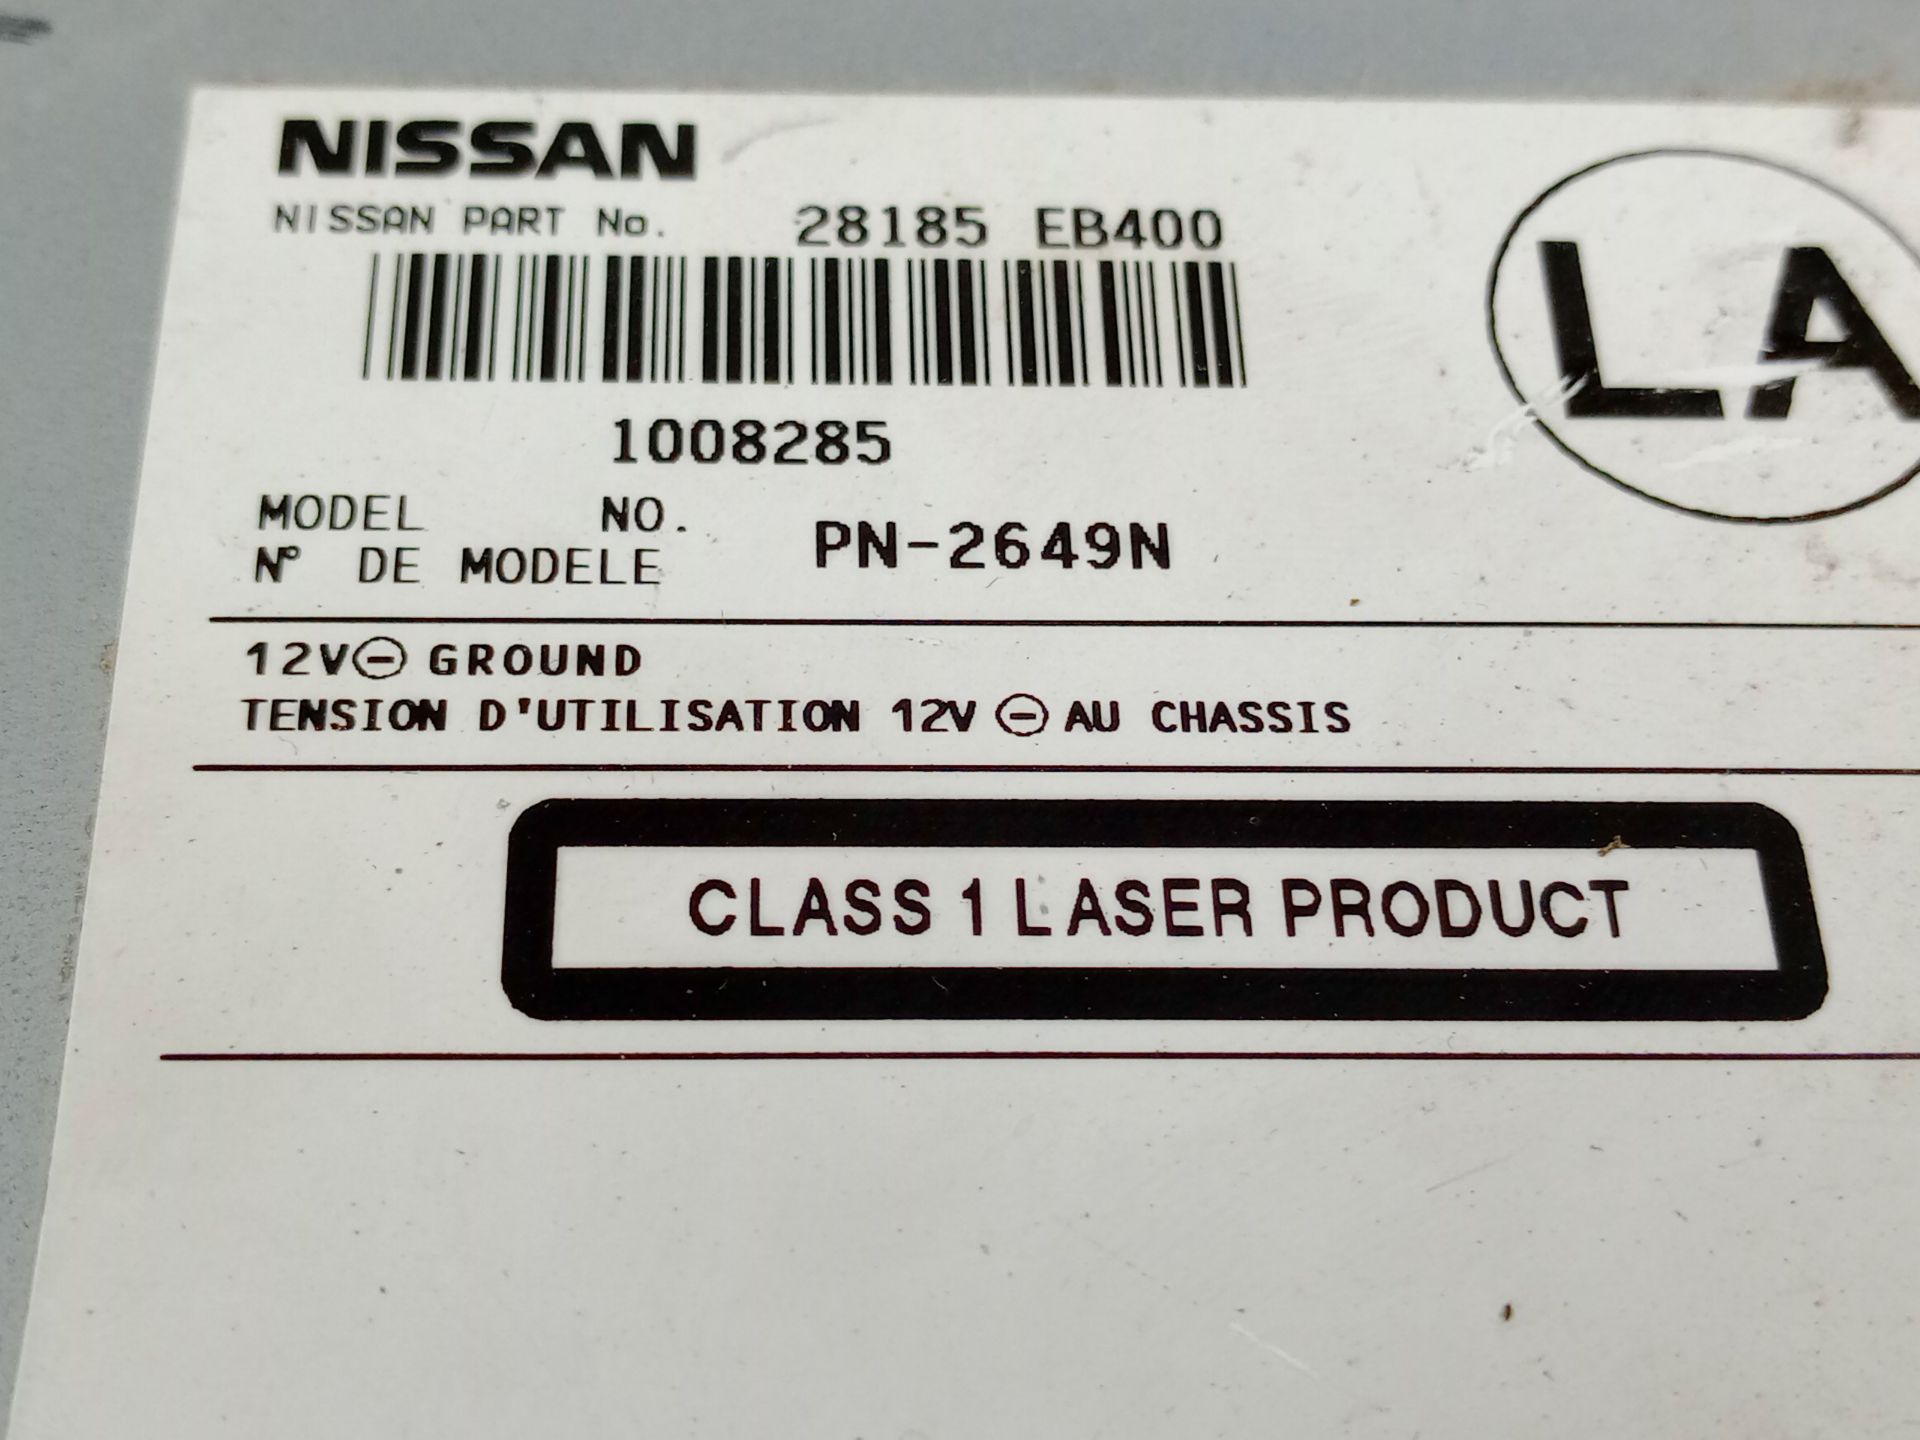 NISSAN
NISSAN PART No. 28185 EB400
LA
1008285
MODEL NO.
N° DE MODELE PN-2649N
12V⊖ GROUND
TENSION D'UTILISATION 12V ⊖ AU CHASSIS
CLASS 1 LASER PRODUCT